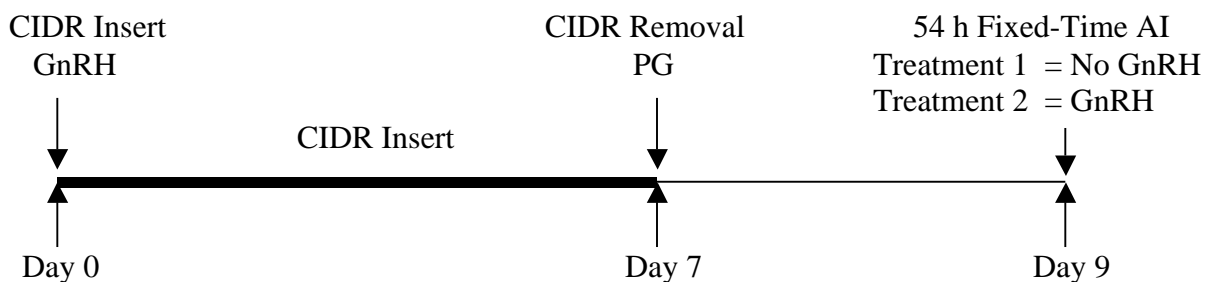 CIDR Insert
GnRH
CIDR Removal
PG
54 h Fixed-Time AI
Treatment 1 = No GnRH
Treatment 2 = GnRH
CIDR Insert
Day 0
Day 7
Day 9